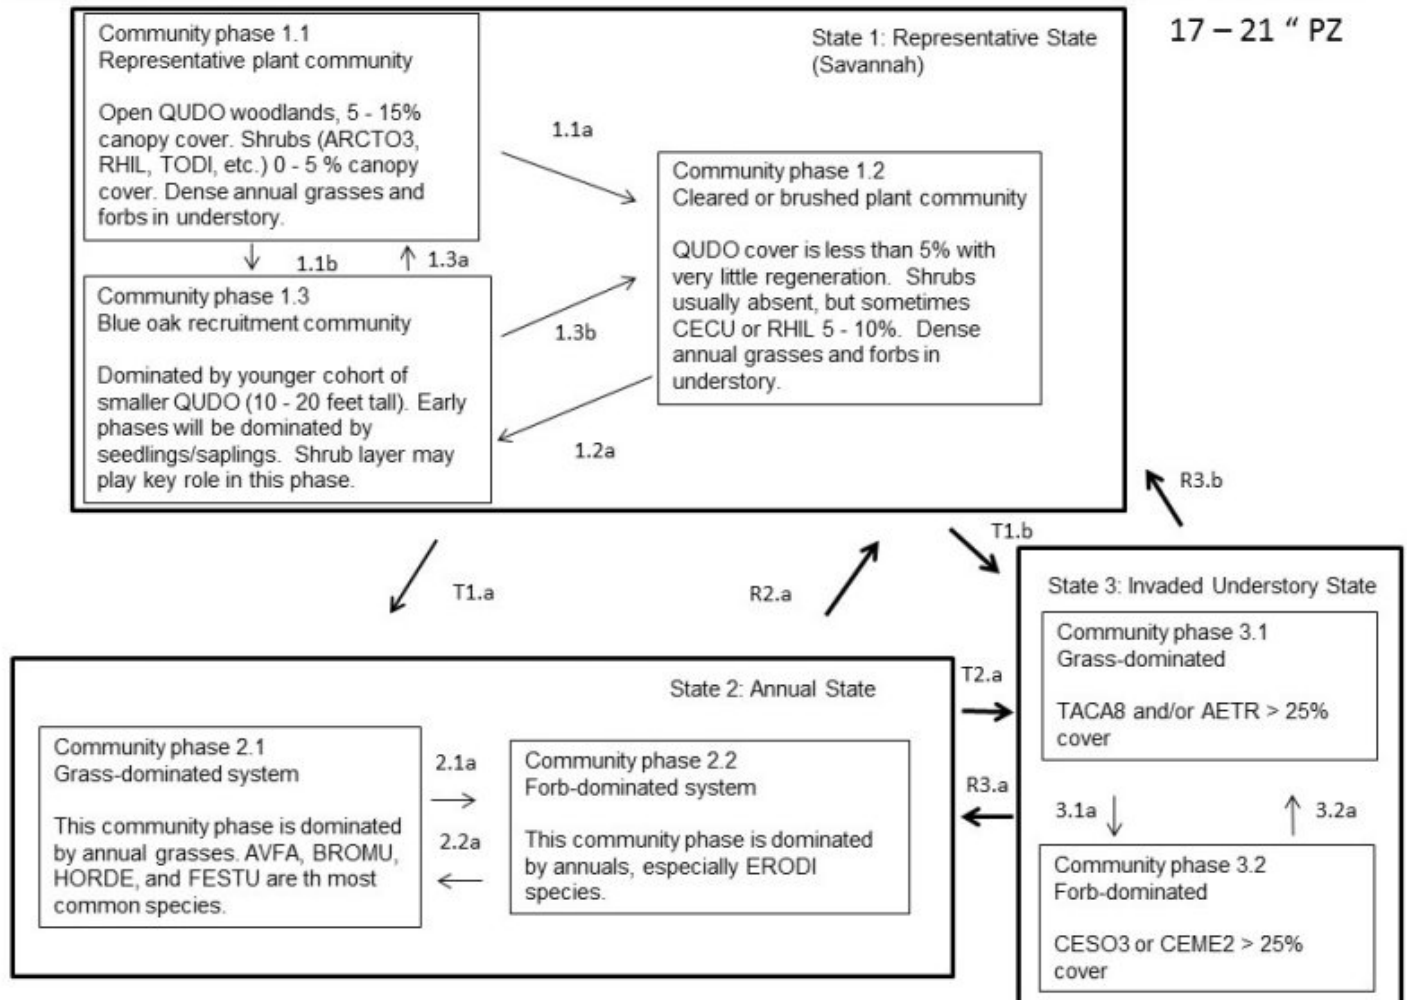 17 – 21 “ PZ
State 1: Representative State
(Savannah)
Community phase 1.1
Representative plant community
Open QUDO woodlands, 5 - 15%
canopy cover. Shrubs (ARCTO3,
RHIL, TODI, etc.) 0 - 5 % canopy
cover. Dense annual grasses and
forbs in understory.
1.1a
Community phase 1.2
Cleared or brushed plant community
QUDO cover is less than 5% with
very little regeneration. Shrubs
usually absent, but sometimes
CECU or RHIL 5 - 10%. Dense
annual grasses and forbs in
understory.
1.1b
1.3a
Community phase 1.3
Blue oak recruitment community
Dominated by younger cohort of
smaller QUDO (10 - 20 feet tall). Early
phases will be dominated by
seedlings/saplings. Shrub layer may
play key role in this phase.
1.3b
1.2a
R3.b
T1.b
T1.a
R2.a
State 2: Annual State
Community phase 2.1
Grass-dominated system
This community phase is dominated
by annual grasses. AVFA, BROMU,
HORDE, and FESTU are th most
common species.
2.1a
2.2a
Community phase 2.2
Forb-dominated system
This community phase is dominated
by annuals, especially ERODI
species.
T2.a
R3.a
State 3: Invaded Understory State
Community phase 3.1
Grass-dominated
TACA8 and/or AETR > 25%
cover
3.1a
3.2a
Community phase 3.2
Forb-dominated
CESO3 or CEME2 > 25%
cover